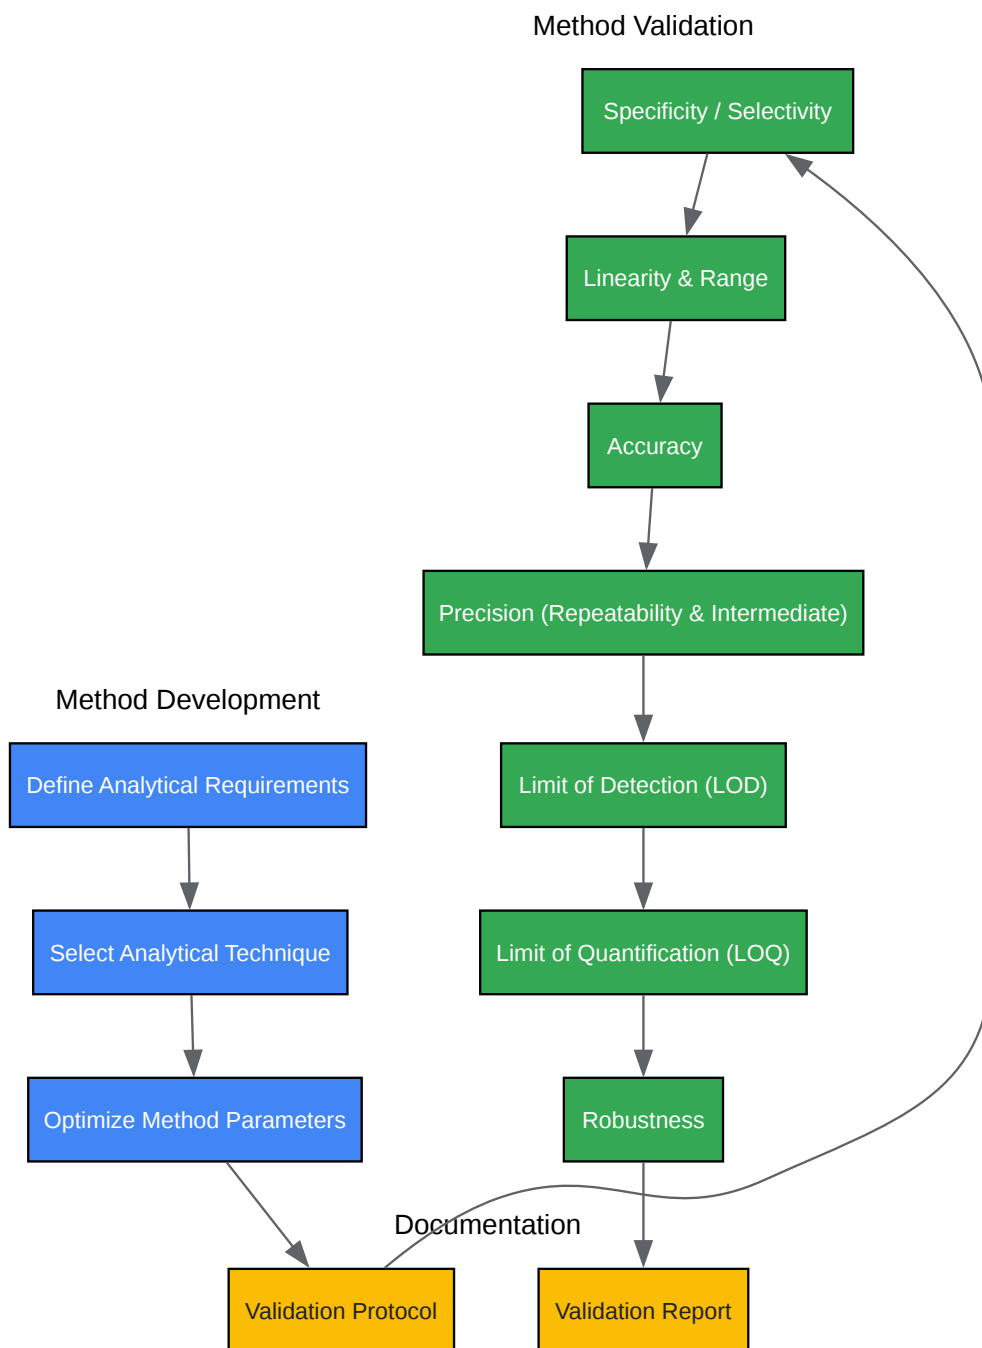 Method Validation
Specificity / Selectivity
Linearity & Range
Accuracy
Precision (Repeatability & Intermediate)
Method Development
Define Analytical Requirements
Limit of Detection (LOD)
Select Analytical Technique
Limit of Quantification (LOQ)
Optimize Method Parameters
Robustness
Documentation
Validation Protocol
Validation Report